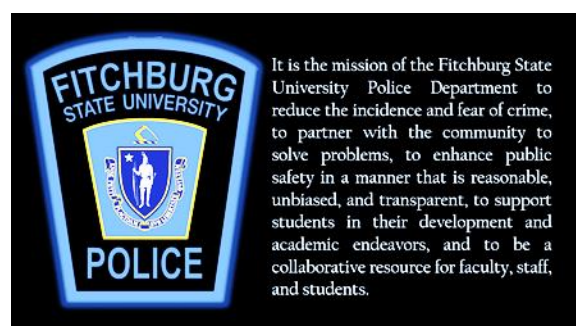 FITCHBURG
STATE UNIVERSITY
POLICE
It is the mission of the Fitchburg State
University Police Department to
reduce the incidence and fear of crime,
to partner with the community to
solve problems, to enhance public
safety in a manner that is reasonable,
unbiased, and transparent, to support
students in their development and
academic endeavors, and to be a
collaborative resource for faculty, staff,
and students.